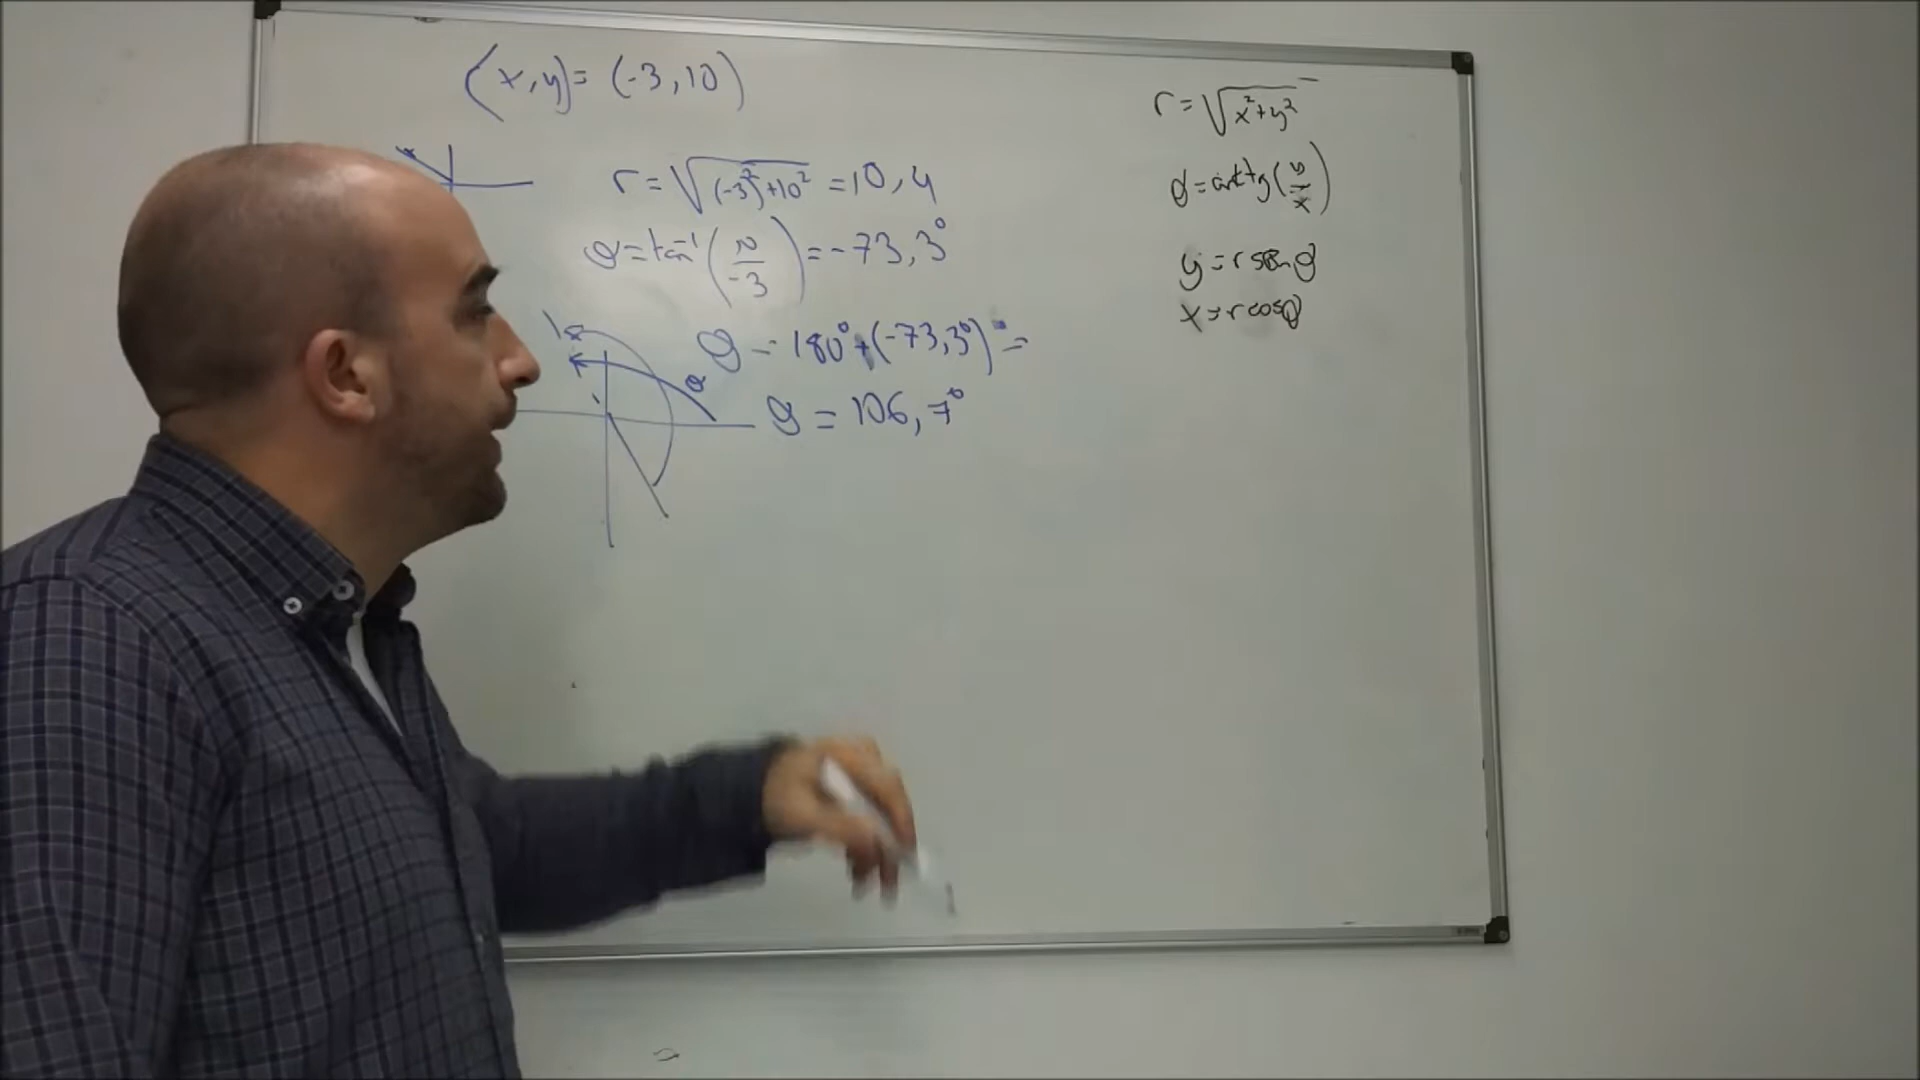 (x,y)= (-3,10)
r = √((-3)²+10²) = 10,4
θ = tan⁻¹(10/-3) = -73,3°
θ = 180°+(-73,3°) =
θ = 106,7°
θ
r = √(x²+y²)
θ = arctg(y/x)
y = r sen θ
x = r cos θ